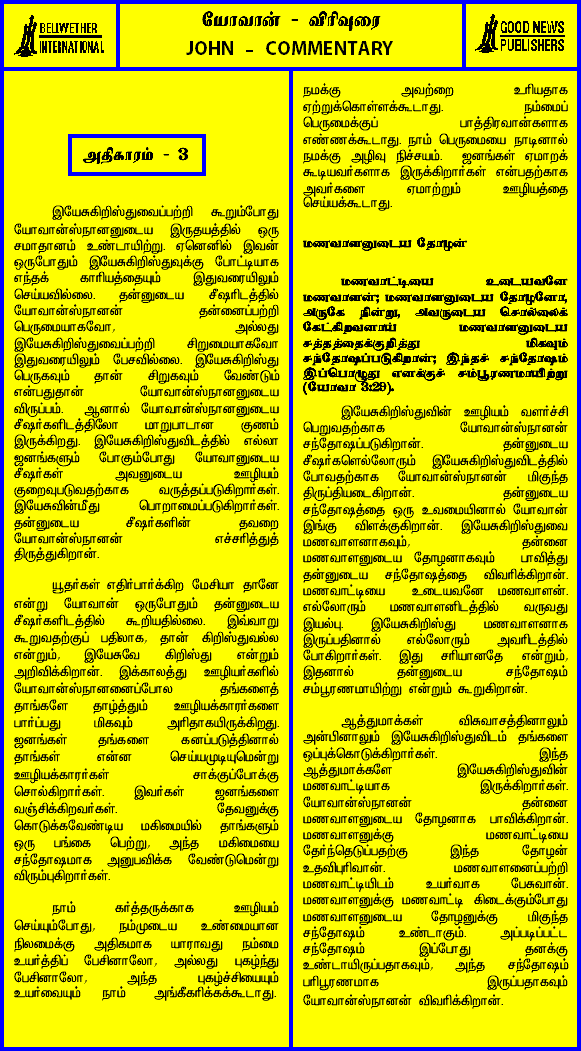 BELWETHER
INTERNATIONAL
யோவான் - விரிவுரை
JOHN - COMMENTARY
GOOD NEWS
PUBLISHERS
அதிகாரம் - 3
இயேசுகிறிஸ்துவைப்பற்றி கூறும்போது
யோவான்ஸ்நானனுடைய இருதயத்தில் ஒரு
சமாதானம் உண்டாயிற்று. ஏனெனில் இவன்
ஒருபோதும் இயேசுகிறிஸ்துவுக்கு போட்டியாக
எந்தக் காரியத்தையும் இதுவரையிலும்
செய்யவில்லை. தன்னுடைய சீஷரிடத்தில்
யோவான்ஸ்நானன் தன்னைப்பற்றி
பெருமையாகவோ, அல்லது
இயேசுகிறிஸ்துவைப்பற்றி சிறுமையாகவோ
இதுவரையிலும் பேசவில்லை. இயேசுகிறிஸ்து
பெருகவும் தான் சிறுகவும் வேண்டும்
என்பதுதான் யோவான்ஸ்நானனுடைய
விருப்பம். ஆனால் யோவான்ஸ்நானனுடைய
சீஷர்களிடத்திலோ மாறுபாடான குணம்
இருக்கிறது. இயேசுகிறிஸ்துவிடத்தில் எல்லா
ஜனங்களும் போகும்போது யோவானுடைய
சீஷர்கள் அவனுடைய ஊழியம்
குறைவுபடுவதற்காக வருத்தப்படுகிறார்கள்.
இயேசுவின்மீது பொறாமைப்படுகிறார்கள்.
தன்னுடைய சீஷர்களின் தவறை
யோவான்ஸ்நானன் எச்சரித்துத்
திருத்துகிறான்.
யூதர்கள் எதிர்பார்க்கிற மேசியா தானே
என்று யோவான் ஒருபோதும் தன்னுடைய
சீஷர்களிடத்தில் கூறியதில்லை. இவ்வாறு
கூறுவதற்குப் பதிலாக, தான் கிறிஸ்துவல்ல
என்றும், இயேசுவே கிறிஸ்து என்றும்
அறிவிக்கிறான். இக்காலத்து ஊழியர்களில்
யோவான்ஸ்நானனைப்போல தங்களைத்
தாங்களே தாழ்த்தும் ஊழியக்காரர்களை
பார்ப்பது மிகவும் அரிதாகயிருக்கிறது.
ஜனங்கள் தங்களை கனப்படுத்தினால்
தாங்கள் என்ன செய்யமுடியுமென்று
ஊழியக்காரர்கள் சாக்குப்போக்கு
சொல்கிறார்கள். இவர்கள் ஜனங்களை
வஞ்சிக்கிறவர்கள். தேவனுக்கு
கொடுக்கவேண்டிய மகிமையில் தாங்களும்
ஒரு பங்கை பெற்று, அந்த மகிமையை
சந்தோஷமாக அனுபவிக்க வேண்டுமென்று
விரும்புகிறார்கள்.
நாம் கர்த்தருக்காக ஊழியம்
செய்யும்போது, நம்முடைய உண்மையான
நிலமைக்கு அதிகமாக யாராவது நம்மை
உயர்த்திப் பேசினாலோ, அல்லது புகழ்ந்து
பேசினாலோ, அந்த புகழ்ச்சியையும்
உயர்வையும் நாம் அங்கீகரிக்கக்கூடாது.
நமக்கு அவற்றை உரியதாக
ஏற்றுக்கொள்ளக்கூடாது. நம்மைப்
பெருமைக்குப் பாத்திரவான்களாக
எண்ணக்கூடாது. நாம் பெருமையை நாடினால்
நமக்கு அழிவு நிச்சயம். ஜனங்கள் ஏமாறக்
கூடியவர்களாக இருக்கிறார்கள் என்பதற்காக
அவர்களை ஏமாற்றும் ஊழியத்தை
செய்யக்கூடாது.
மணவாளனுடைய தோழன்
மணவாட்டியை உடையவனே
மணவாளன்; மணவாளனுடைய தோழனோ,
அருகே நின்று, அவருடைய சொல்லைக்
கேட்கிறவனாய் மணவாளனுடைய
சத்தத்தைக்குறித்து மிகவும்
சந்தோஷப்படுகிறான்; இந்தச் சந்தோஷம்
இப்பொழுது எனக்குச் சம்பூரணமாயிற்று
(யோவா 3:29).
இயேசுகிறிஸ்துவின் ஊழியம் வளர்ச்சி
பெறுவதற்காக யோவான்ஸ்நானன்
சந்தோஷப்படுகிறான். தன்னுடைய
சீஷர்களெல்லோரும் இயேசுகிறிஸ்துவிடத்தில்
போவதற்காக யோவான்ஸ்நானன் மிகுந்த
திருப்தியடைகிறான். தன்னுடைய
சந்தோஷத்தை ஒரு உவமையினால் யோவான்
இங்கு விளக்குகிறான். இயேசுகிறிஸ்துவை
மணவாளனாகவும், தன்னை
மணவாளனுடைய தோழனாகவும் பாவித்து
தன்னுடைய சந்தோஷத்தை விவரிக்கிறான்.
மணவாட்டியை உடையவனே மணவாளன்.
எல்லோரும் மணவாளனிடத்தில் வருவது
இயல்பு. இயேசுகிறிஸ்து மணவாளனாக
இருப்பதினால் எல்லோரும் அவரிடத்தில்
போகிறார்கள். இது சரியானதே என்றும்,
இதனால் தன்னுடைய சந்தோஷம்
சம்பூரணமாயிற்று என்றும் கூறுகிறான்.
ஆத்துமாக்கள் விசுவாசத்தினாலும்
அன்பினாலும் இயேசுகிறிஸ்துவிடம் தங்களை
ஒப்புக்கொடுக்கிறார்கள். இந்த
ஆத்துமாக்களே இயேசுகிறிஸ்துவின்
மணவாட்டியாக இருக்கிறார்கள்.
யோவான்ஸ்நானன் தன்னை
மணவாளனுடைய தோழனாக பாவிக்கிறான்.
மணவாளனுக்கு மணவாட்டியை
தேர்ந்தெடுப்பதற்கு இந்த தோழன்
உதவிபுரிவான். மணவாளனைப்பற்றி
மணவாட்டியிடம் உயர்வாக பேசுவான்.
மணவாளனுக்கு மணவாட்டி கிடைக்கும்போது
மணவாளனுடைய தோழனுக்கு மிகுந்த
சந்தோஷம் உண்டாகும். அப்படிப்பட்ட
சந்தோஷம் இப்போது தனக்கு
உண்டாயிருப்பதாகவும், அந்த சந்தோஷம்
பரிபூரணமாக இருப்பதாகவும்
யோவான்ஸ்நானன் விவரிக்கிறான்.